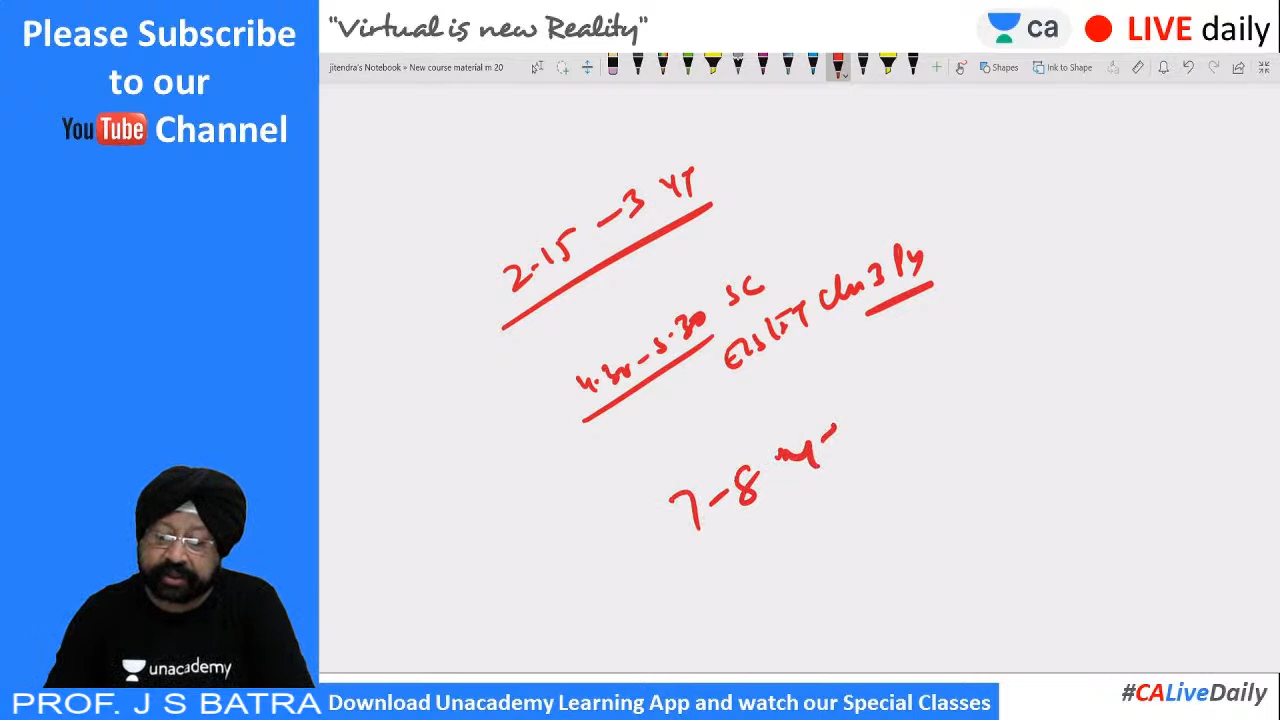 Please Subscribe
to our
YouTube Channel
"Virtual is new Reality"
ca LIVE daily
jitendra's Notebook » New course material m 20
Shapes
Ink to Shape
2.15 - 3 YT
4.30 - 5.30 SC
3 Py
7-8
unacademy
PROF. J S BATRA
Download Unacademy Learning App and watch our Special Classes
#CALiveDaily